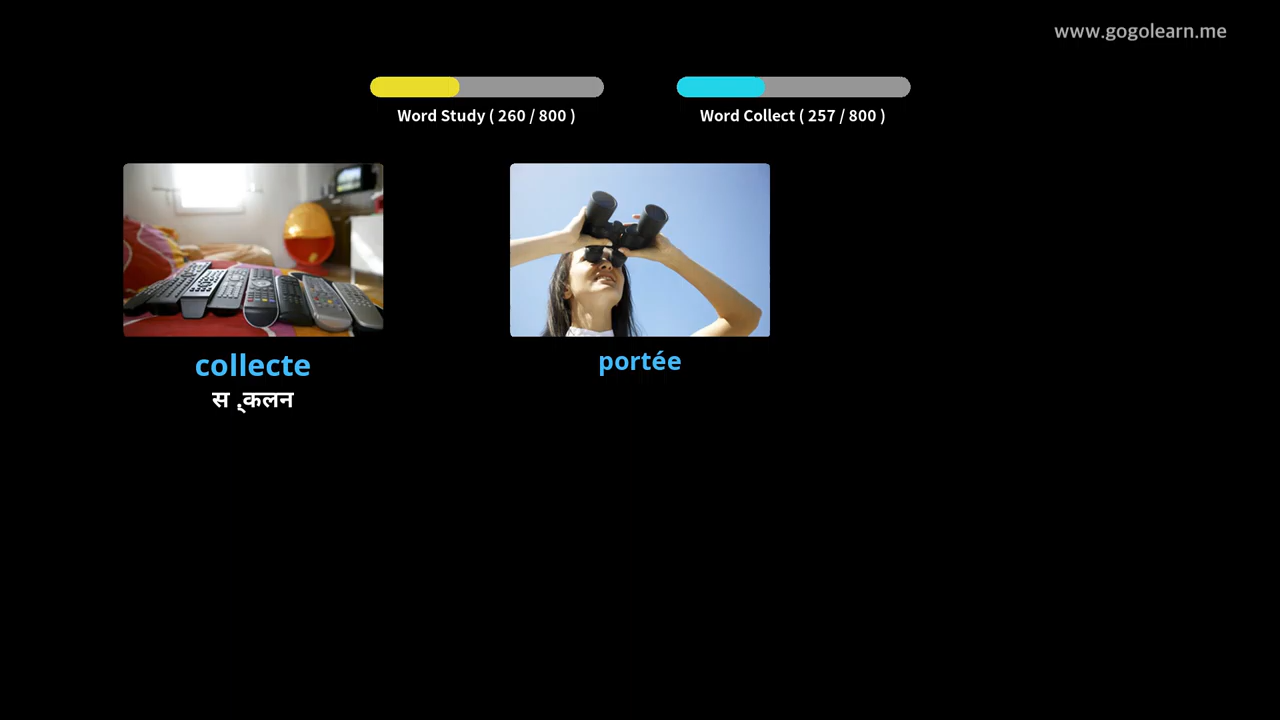 www.gogolearn.me
Word Study ( 260 / 800 )
Word Collect ( 257 / 800 )
collecte
portée
स ्ंकलन